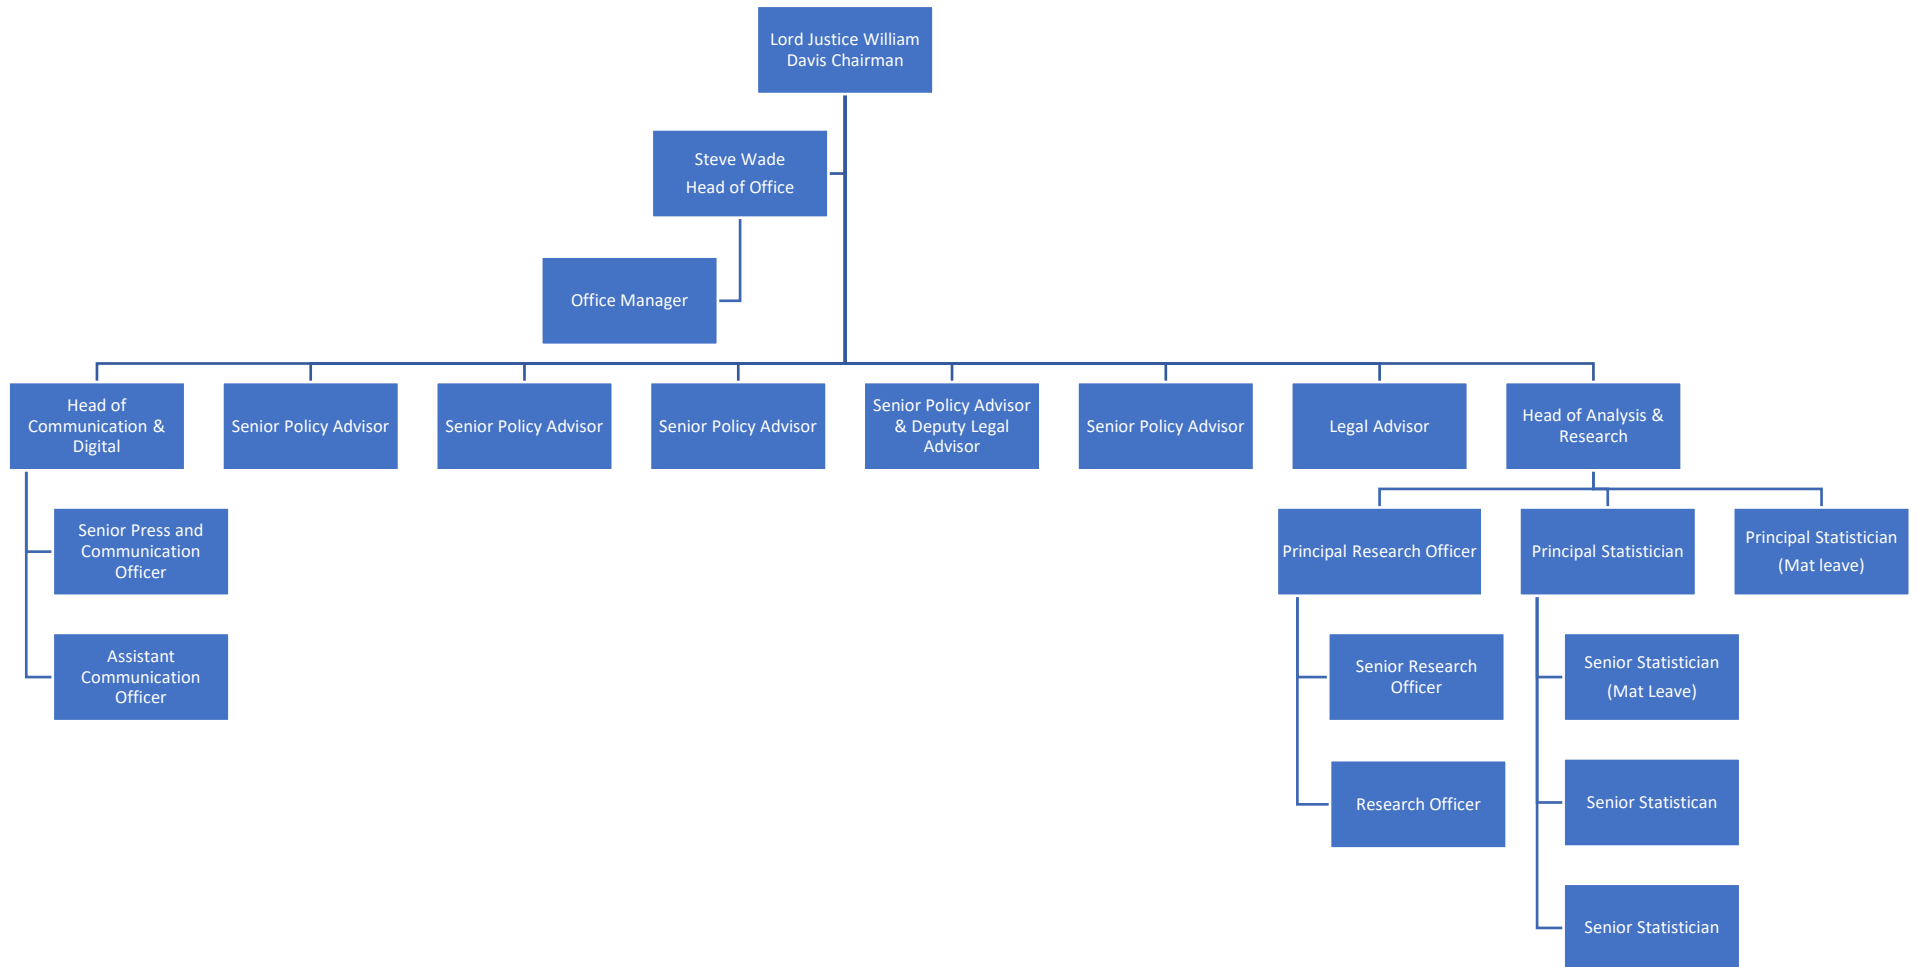 Lord Justice William
Davis Chairman
Steve Wade
Head of Office
Office Manager
Head of
Communication &
Digital
Senior Policy Advisor
Senior Policy Advisor
Senior Policy Advisor
Senior Policy Advisor
& Deputy Legal
Advisor
Senior Policy Advisor
Legal Advisor
Head of Analysis &
Research
Senior Press and
Communication
Officer
Principal Research Officer
Principal Statistician
Principal Statistician
(Mat leave)
Assistant
Communication
Officer
Senior Research
Officer
Senior Statistician
(Mat Leave)
Research Officer
Senior Statistican
Senior Statistician